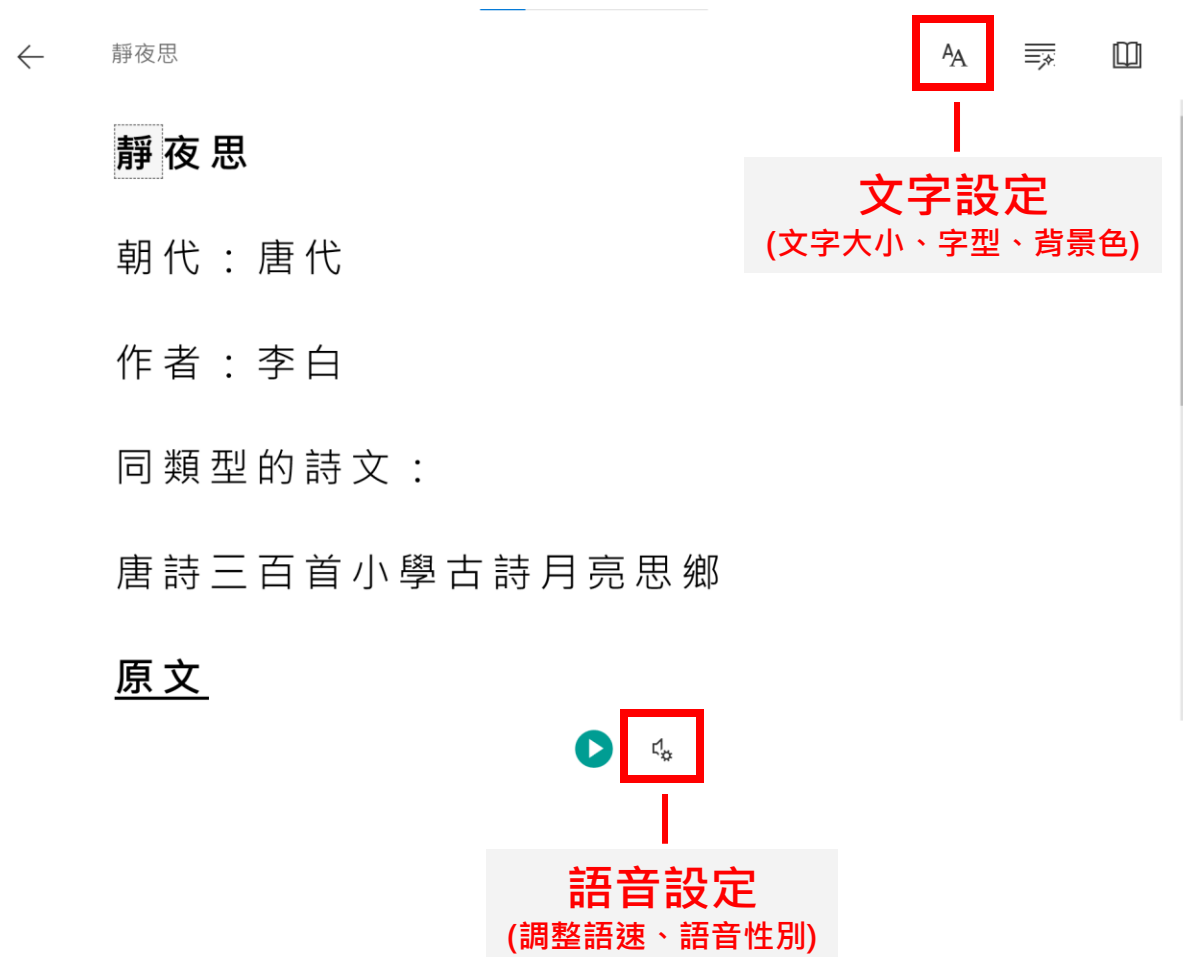 靜夜思
靜夜思
文字設定
(文字大小、字型、背景色)
朝代：唐代
作者：李白
同類型的詩文：
唐詩三百首小學古詩月亮思鄉
原文
語音設定
(調整語速、語音性別)